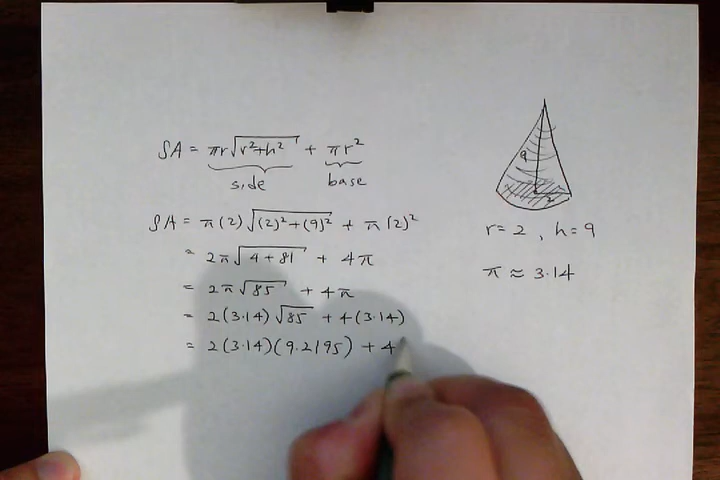 SA = πr√(r²+h²) + πr²
side base
SA = π(2)√((2)²+(9)²) + π(2)²
= 2π√(4+81) + 4π
= 2π√85 + 4π
= 2(3.14)√85 + 4(3.14)
= 2(3.14)(9.2195) + 4
9
2
r=2, h=9
π ≈ 3.14